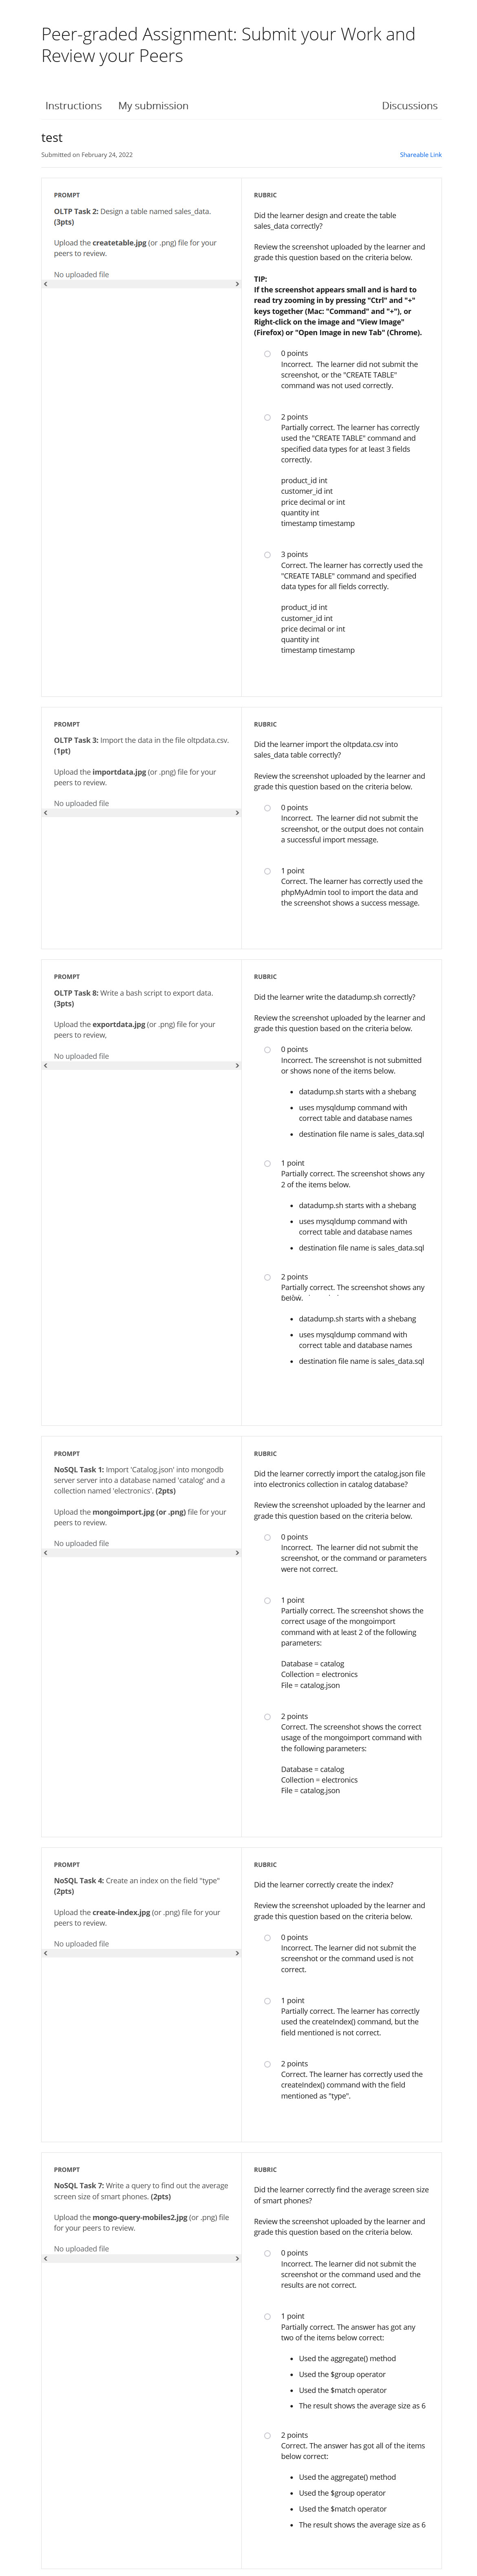 Peer-graded Assignment: Submit your Work and
Review your Peers
Instructions
My submission
Discussions
test
Submitted on February 24, 2022
Shareable Link
PROMPT
OLTP Task 2: Design a table named sales_data.
(3pts)
Upload the createtable.jpg (or .png) file for your
peers to review.
No uploaded file
RUBRIC
Did the learner design and create the table
sales_data correctly?
Review the screenshot uploaded by the learner and
grade this question based on the criteria below.
TIP:
If the screenshot appears small and is hard to
read try zooming in by pressing "Ctrl" and "+"
keys together (Mac: "Command" and "+"), or
Right-click on the image and "View Image"
(Firefox) or "Open Image in new Tab" (Chrome).
0 points
Incorrect.  The learner did not submit the
screenshot, or the "CREATE TABLE"
command was not used correctly.
2 points
Partially correct. The learner has correctly
used the "CREATE TABLE" command and
specified data types for at least 3 fields
correctly.
product_id int
customer_id int
price decimal or int
quantity int
timestamp timestamp
3 points
Correct. The learner has correctly used the
"CREATE TABLE" command and specified
data types for all fields correctly.
product_id int
customer_id int
price decimal or int
quantity int
timestamp timestamp
PROMPT
OLTP Task 3: Import the data in the file oltpdata.csv.
(1pt)
Upload the importdata.jpg (or .png) file for your
peers to review.
No uploaded file
RUBRIC
Did the learner import the oltpdata.csv into
sales_data table correctly?
Review the screenshot uploaded by the learner and
grade this question based on the criteria below.
0 points
Incorrect.  The learner did not submit the
screenshot, or the output does not contain
a successful import message.
1 point
Correct. The learner has correctly used the
phpMyAdmin tool to import the data and
the screenshot shows a success message.
PROMPT
OLTP Task 8: Write a bash script to export data.
(3pts)
Upload the exportdata.jpg (or .png) file for your
peers to review,
No uploaded file
RUBRIC
Did the learner write the datadump.sh correctly?
Review the screenshot uploaded by the learner and
grade this question based on the criteria below.
0 points
Incorrect. The screenshot is not submitted
or shows none of the items below.
• datadump.sh starts with a shebang
• uses mysqldump command with
correct table and database names
• destination file name is sales_data.sql
1 point
Partially correct. The screenshot shows any
2 of the items below.
• datadump.sh starts with a shebang
• uses mysqldump command with
correct table and database names
• destination file name is sales_data.sql
2 points
Partially correct. The screenshot shows any
below.
• datadump.sh starts with a shebang
• uses mysqldump command with
correct table and database names
• destination file name is sales_data.sql
PROMPT
NoSQL Task 1: Import 'Catalog.json' into mongodb
server server into a database named 'catalog' and a
collection named 'electronics'. (2pts)
Upload the mongoimport.jpg (or .png) file for your
peers to review.
No uploaded file
RUBRIC
Did the learner correctly import the catalog.json file
into electronics collection in catalog database?
Review the screenshot uploaded by the learner and
grade this question based on the criteria below.
0 points
Incorrect.  The learner did not submit the
screenshot, or the command or parameters
were not correct.
1 point
Partially correct. The screenshot shows the
correct usage of the mongoimport
command with at least 2 of the following
parameters:
Database = catalog
Collection = electronics
File = catalog.json
2 points
Correct. The screenshot shows the correct
usage of the mongoimport command with
the following parameters:
Database = catalog
Collection = electronics
File = catalog.json
PROMPT
NoSQL Task 4: Create an index on the field "type"
(2pts)
Upload the create-index.jpg (or .png) file for your
peers to review.
No uploaded file
RUBRIC
Did the learner correctly create the index?
Review the screenshot uploaded by the learner and
grade this question based on the criteria below.
0 points
Incorrect. The learner did not submit the
screenshot or the command used is not
correct.
1 point
Partially correct. The learner has correctly
used the createIndex() command, but the
field mentioned is not correct.
2 points
Correct. The learner has correctly used the
createIndex() command with the field
mentioned as "type".
PROMPT
NoSQL Task 7: Write a query to find out the average
screen size of smart phones. (2pts)
Upload the mongo-query-mobiles2.jpg (or .png) file
for your peers to review.
No uploaded file
RUBRIC
Did the learner correctly find the average screen size
of smart phones?
Review the screenshot uploaded by the learner and
grade this question based on the criteria below.
0 points
Incorrect. The learner did not submit the
screenshot or the command used and the
results are not correct.
1 point
Partially correct. The answer has got any
two of the items below correct:
• Used the aggregate() method
• Used the $group operator
• Used the $match operator
• The result shows the average size as 6
2 points
Correct. The answer has got all of the items
below correct:
• Used the aggregate() method
• Used the $group operator
• Used the $match operator
• The result shows the average size as 6